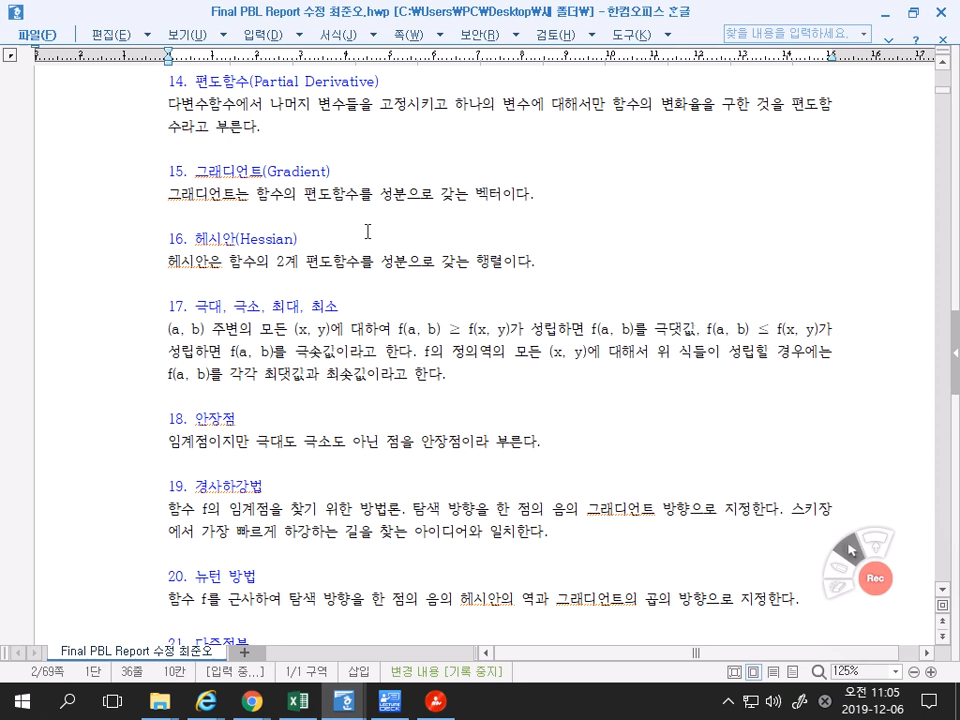 Final PBL Report 수정 최준오.hwp [C:₩Users₩PC₩Desktop₩새 폴더₩] - 한컴오피스 한글
파일(F) 편집(E) 보기(U) 입력(D) 서식(J) 쪽(W) 보안(R) 검토(H) 도구(K) 찾을 내용을 입력하세요. ?
2 1 1 2 3 4 5 6 7 8 9 10 11 12 13 14 15 16 17
14. 편도함수(Partial Derivative)
다변수함수에서 나머지 변수들을 고정시키고 하나의 변수에 대해서만 함수의 변화율을 구한 것을 편도함
수라고 부른다.
15. 그래디언트(Gradient)
그래디언트는 함수의 편도함수를 성분으로 갖는 벡터이다.
16. 헤시안(Hessian)
헤시안은 함수의 2계 편도함수를 성분으로 갖는 행렬이다.
17. 극대, 극소, 최대, 최소
(a, b) 주변의 모든 (x, y)에 대하여 f(a, b) ≥ f(x, y)가 성립하면 f(a, b)를 극댓값, f(a, b) ≤ f(x, y)가
성립하면 f(a, b)를 극솟값이라고 한다. f의 정의역의 모든 (x, y)에 대해서 위 식들이 성립힐 경우에는
f(a, b)를 각각 최댓값과 최솟값이라고 한다.
18. 안장점
임계점이지만 극대도 극소도 아닌 점을 안장점이라 부른다.
19. 경사하강법
함수 f의 임계점을 찾기 위한 방법론. 탐색 방향을 한 점의 음의 그래디언트 방향으로 지정한다. 스키장
에서 가장 빠르게 하강하는 길을 찾는 아이디어와 일치한다.
Rec
20. 뉴턴 방법
함수 f를 근사하여 탐색 방향을 한 점의 음의 헤시안의 역과 그래디언트의 곱의 방향으로 지정한다.
Final PBL Report 수정 최준오
2/69쪽 1단 36줄 10칸 [입력 중...] 1/1 구역 삽입 변경 내용 [기록 중지] 125%
LECTURE DECK
오전 11:05
2019-12-06